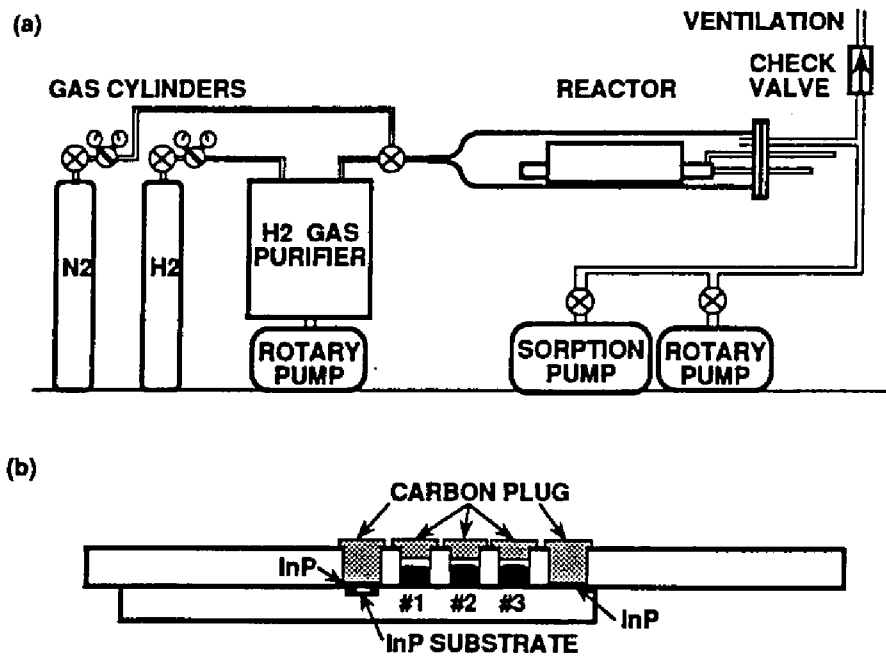 (a)
VENTILATION
CHECK
VALVE
GAS CYLINDERS
REACTOR
N2
H2
H2 GAS
PURIFIER
ROTARY
PUMP
SORPTION
PUMP
ROTARY
PUMP
(b)
CARBON PLUG
InP
#1 #2 #3
InP
InP SUBSTRATE